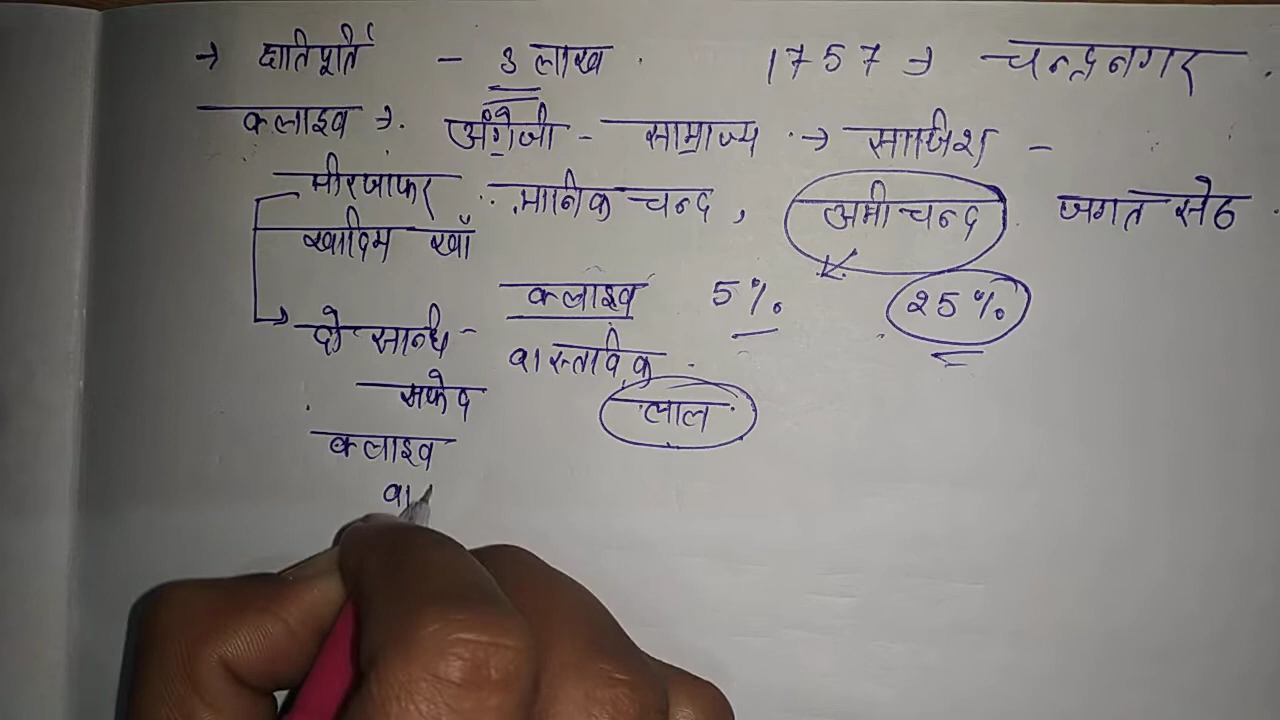 → क्षतिपूर्ति - 3 लाख 1757 → चन्द्रनगर
क्लाइव → अंग्रेजी - साम्राज्य → साजिश -
मीरजाफर मानिक चन्द, अमीचन्द जगत सेठ
खादिम खाँ
क्लाइव 5% 25%
दो सन्धि - वास्तविक
सफेद लाल
क्लाइव
वा